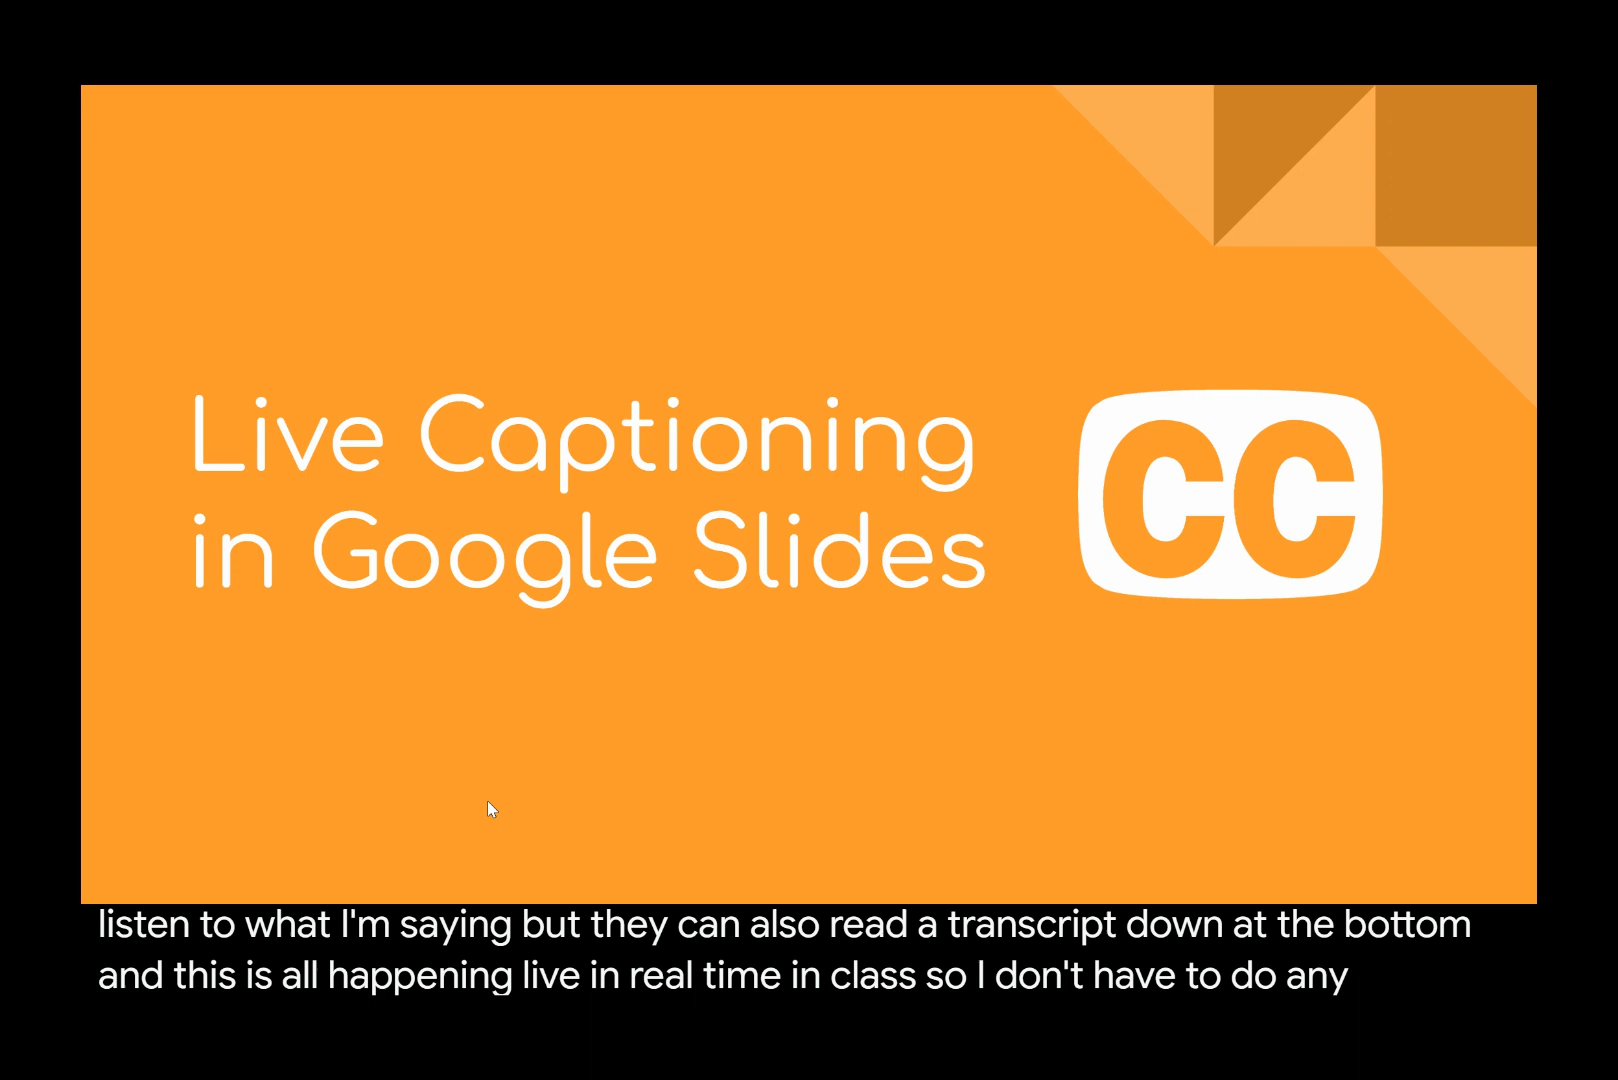 Live Captioning
in Google Slides
CC
listen to what I'm saying but they can also read a transcript down at the bottom
and this is all happening live in real time in class so I don't have to do any